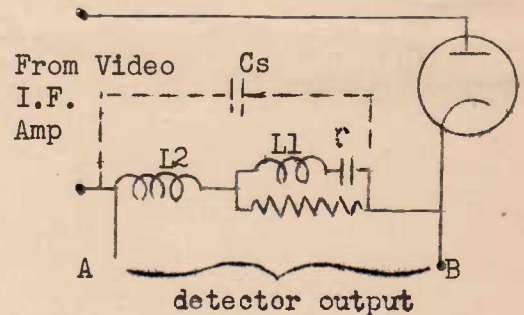 From Video
I.F.
Amp
Cs
L2
L1
r
A
B
detector output